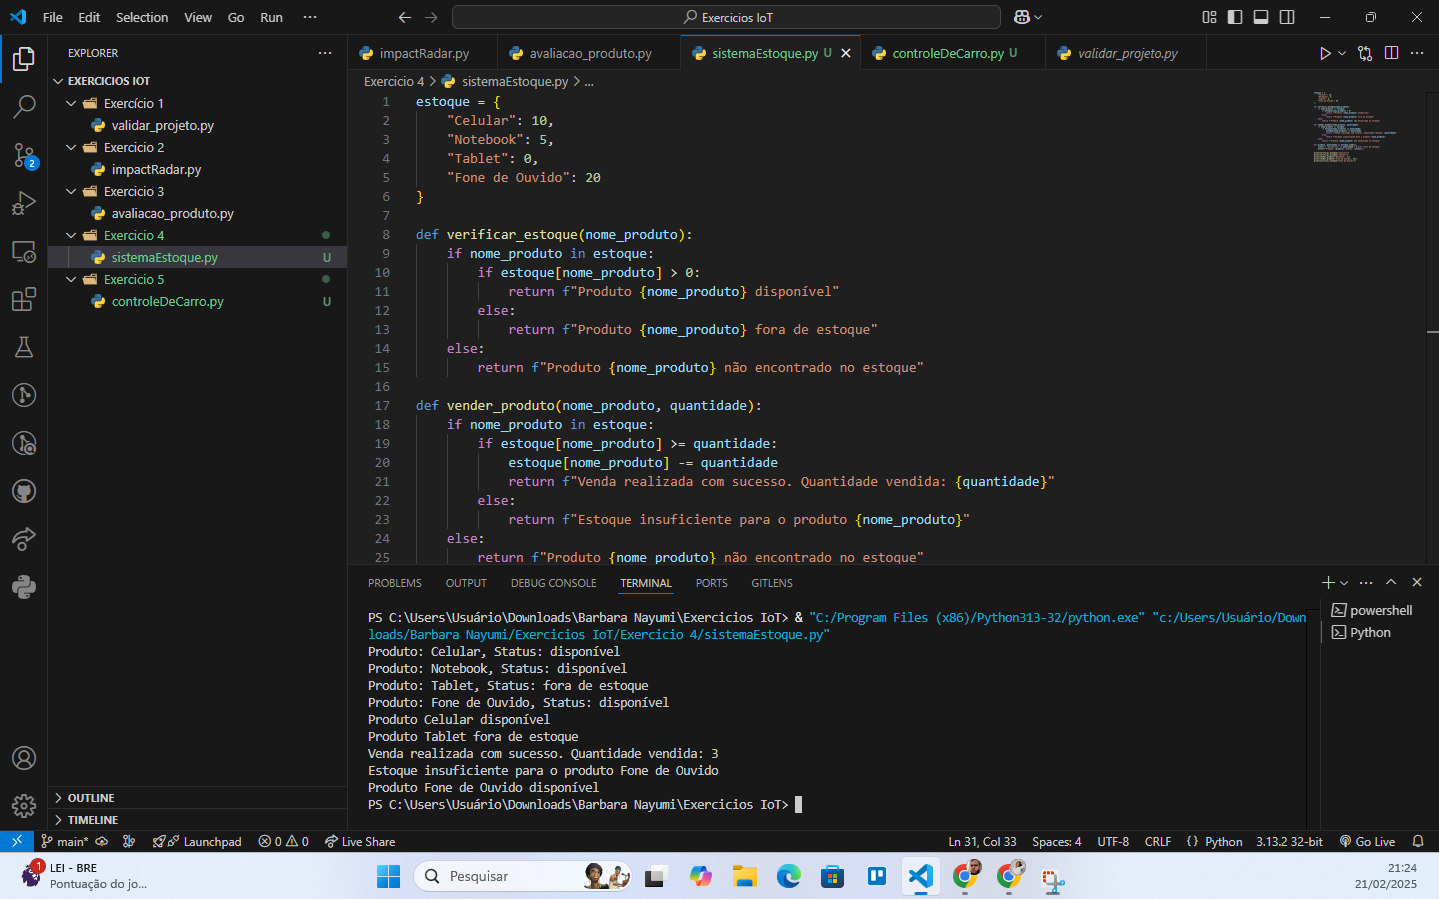 File Edit Selection View Go Run ···
Exercicios IoT
EXPLORER
EXERCICIOS IOT
Exercício 1
validar_projeto.py
Exercicio 2
impactRadar.py
Exercicio 3
avaliacao_produto.py
Exercicio 4
sistemaEstoque.py U
Exercicio 5
controleDeCarro.py U
OUTLINE
TIMELINE
2
impactRadar.py avaliacao_produto.py sistemaEstoque.py U controleDeCarro.py U validar_projeto.py
Exercicio 4 > sistemaEstoque.py > ...
1 estoque = {
2 "Celular": 10,
3 "Notebook": 5,
4 "Tablet": 0,
5 "Fone de Ouvido": 20
6 }
7
8 def verificar_estoque(nome_produto):
9 if nome_produto in estoque:
10 if estoque[nome_produto] > 0:
11 return f"Produto {nome_produto} disponível"
12 else:
13 return f"Produto {nome_produto} fora de estoque"
14 else:
15 return f"Produto {nome_produto} não encontrado no estoque"
16
17 def vender_produto(nome_produto, quantidade):
18 if nome_produto in estoque:
19 if estoque[nome_produto] >= quantidade:
20 estoque[nome_produto] -= quantidade
21 return f"Venda realizada com sucesso. Quantidade vendida: {quantidade}"
22 else:
23 return f"Estoque insuficiente para o produto {nome_produto}"
24 else:
25 return f"Produto {nome_produto} não encontrado no estoque"
PROBLEMS OUTPUT DEBUG CONSOLE TERMINAL PORTS GITLENS
PS C:\Users\Usuário\Downloads\Barbara Nayumi\Exercicios IoT> & "C:/Program Files (x86)/Python313-32/python.exe" "c:/Users/Usuário/Down
loads/Barbara Nayumi/Exercicios IoT/Exercicio 4/sistemaEstoque.py"
Produto: Celular, Status: disponível
Produto: Notebook, Status: disponível
Produto: Tablet, Status: fora de estoque
Produto: Fone de Ouvido, Status: disponível
Produto Celular disponível
Produto Tablet fora de estoque
Venda realizada com sucesso. Quantidade vendida: 3
Estoque insuficiente para o produto Fone de Ouvido
Produto Fone de Ouvido disponível
PS C:\Users\Usuário\Downloads\Barbara Nayumi\Exercicios IoT>
powershell
Python
main* Launchpad 0 0 Live Share Ln 31, Col 33 Spaces: 4 UTF-8 CRLF { } Python 3.13.2 32-bit Go Live
1
LEI - BRE
Pontuação do jo...
Pesquisar
21:24
21/02/2025